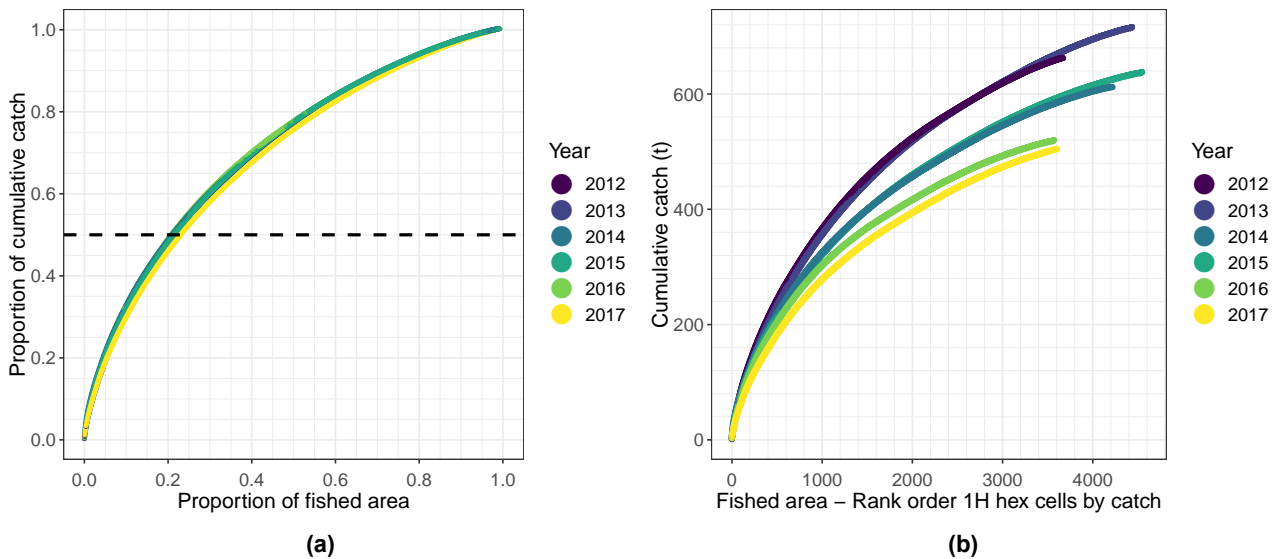 1.0
0.8
0.6
0.4
0.2
0.0
Proportion of cumulative catch
0.0 0.2 0.4 0.6 0.8 1.0
Proportion of fished area
Year
2012
2013
2014
2015
2016
2017
(a)
600
400
200
0
Cumulative catch (t)
0 1000 2000 3000 4000
Fished area − Rank order 1H hex cells by catch
Year
2012
2013
2014
2015
2016
2017
(b)